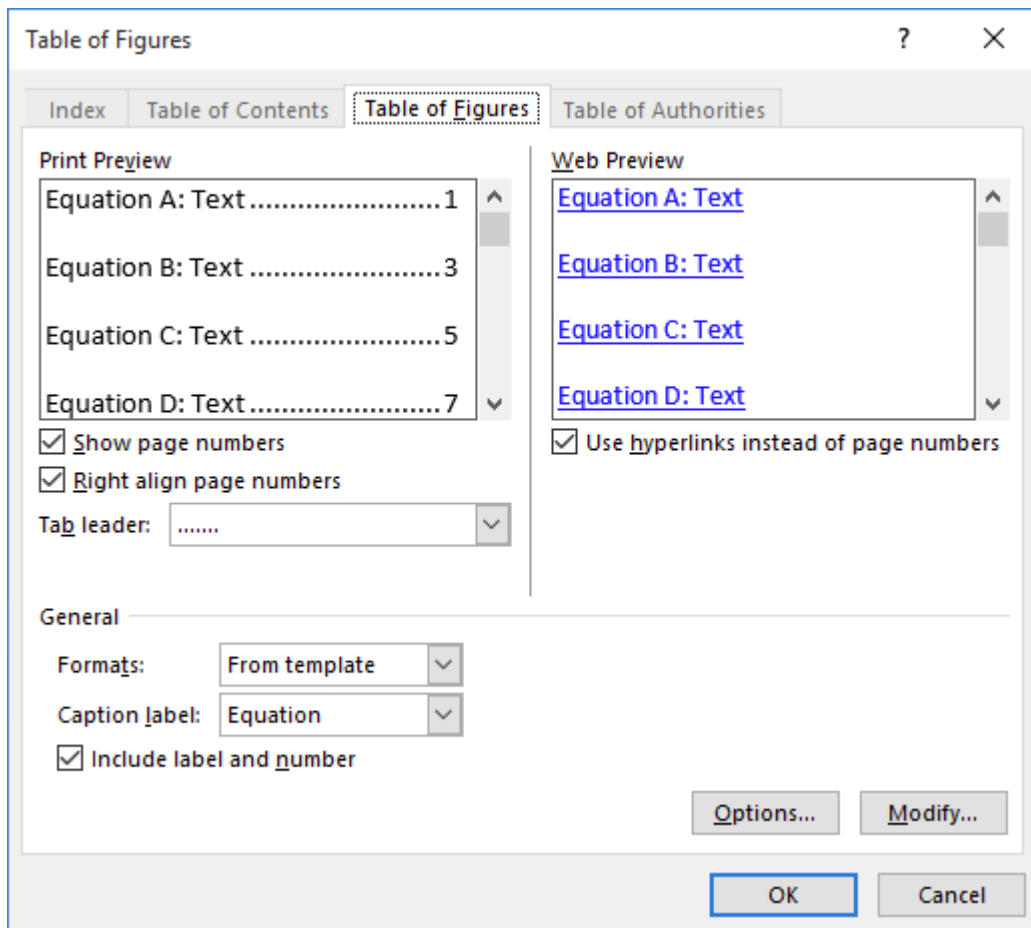 Table of Figures ?
Index Table of Contents Table of Figures Table of Authorities
Print Preview
Equation A: Text ............................ 1
Equation B: Text ............................ 3
Equation C: Text ............................ 5
Equation D: Text ............................ 7
Show page numbers
Right align page numbers
Tab leader: .......
Web Preview
Equation A: Text
Equation B: Text
Equation C: Text
Equation D: Text
Use hyperlinks instead of page numbers
General
Formats: From template
Caption label: Equation
Include label and number
Options... Modify...
OK Cancel